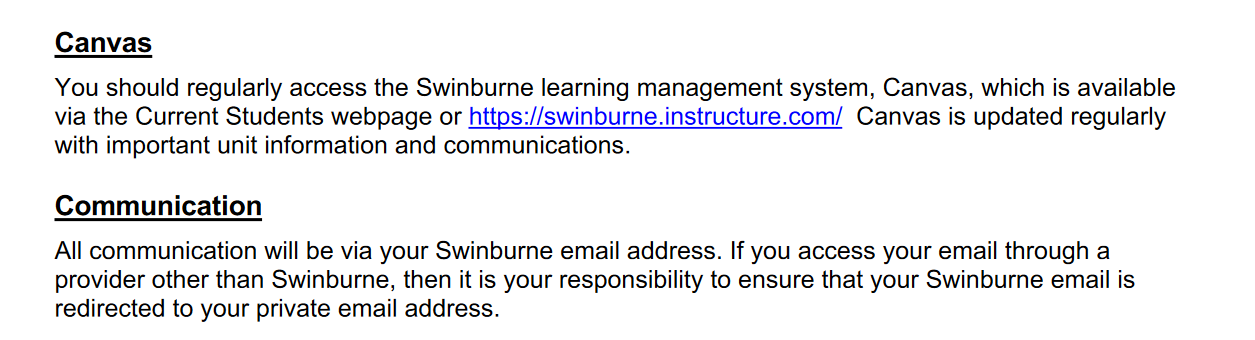 Canvas
You should regularly access the Swinburne learning management system, Canvas, which is available
via the Current Students webpage or https://swinburne.instructure.com/  Canvas is updated regularly
with important unit information and communications.
Communication
All communication will be via your Swinburne email address. If you access your email through a
provider other than Swinburne, then it is your responsibility to ensure that your Swinburne email is
redirected to your private email address.